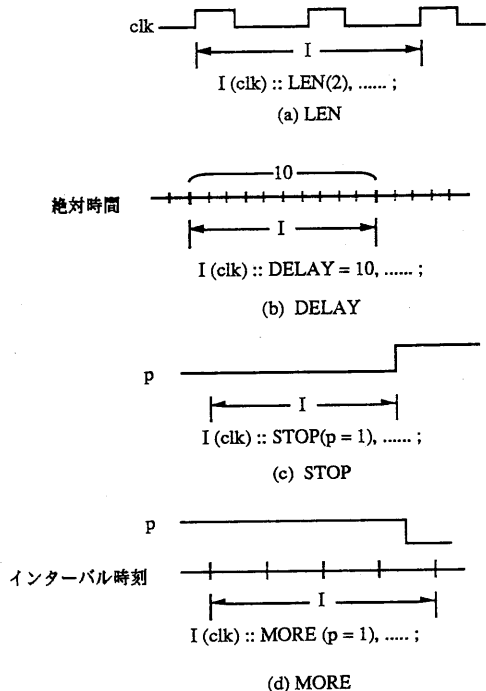 clk
I
I (clk) :: LEN(2), ...... ;
(a) LEN
10
絶対時間
I
I (clk) :: DELAY = 10, ...... ;
(b) DELAY
p
I
I (clk) :: STOP(p = 1), ...... ;
(c) STOP
p
インターバル時刻
I
I (clk) :: MORE (p = 1), ..... ;
(d) MORE